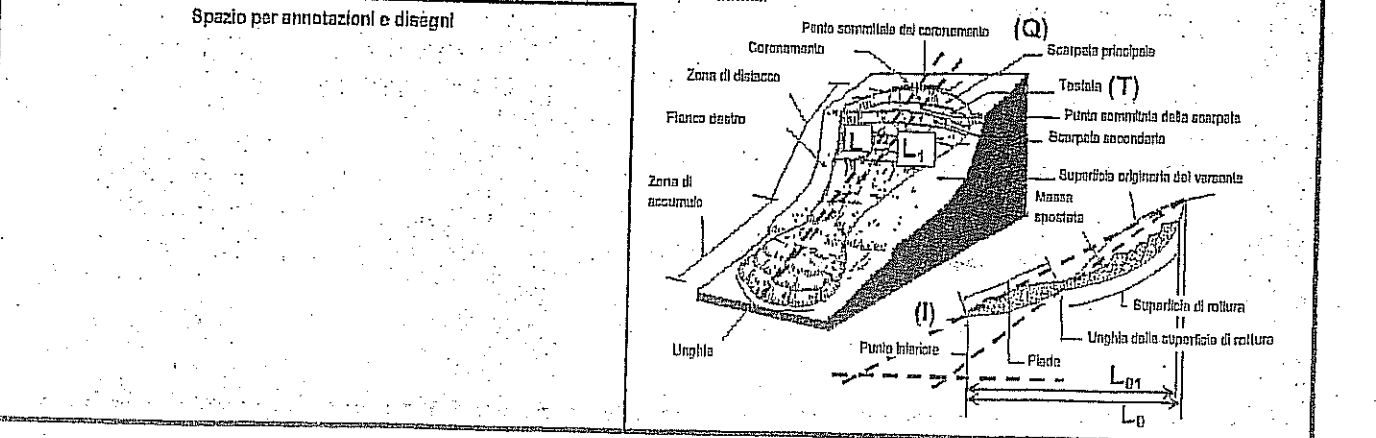 Spazio per annotazioni e disegni
Punto sommitale del coronamento (Q)
Coronamento
Scarpata principale
Zona di distacco
Testata (T)
Fianco destro
Punto sommitale della scarpata
Scarpata secondaria
L
L1
Superficie originaria del versante
Zona di
accumulo
Massa
spostata
(I)
Superficie di rottura
Unghia della superficie di rottura
Unghia
Punto Inferiore
Piede
L01
L0